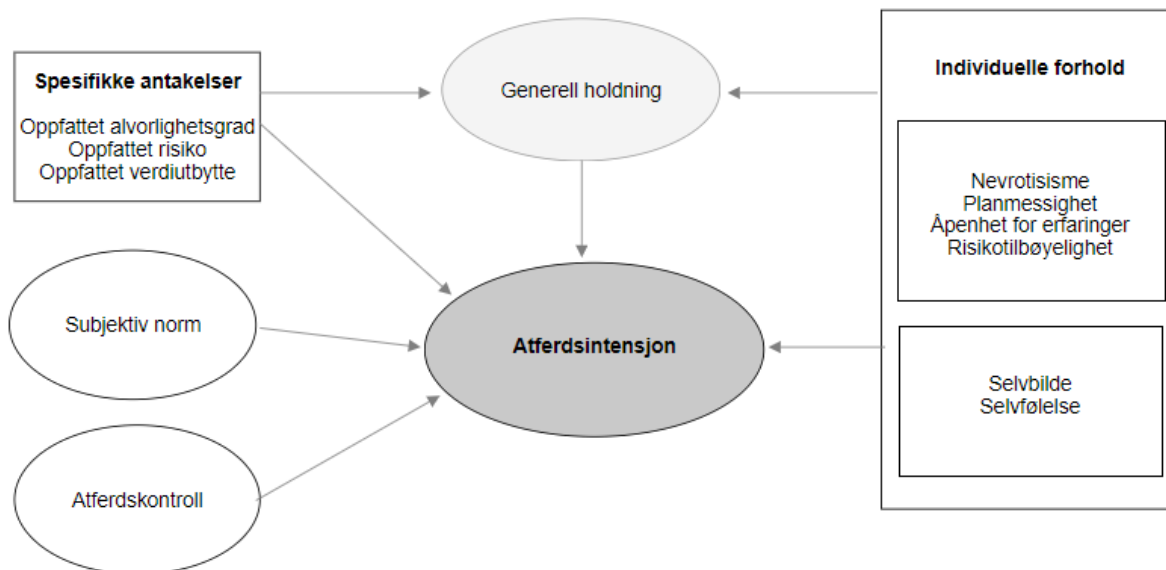 Spesifikke antakelser
Oppfattet alvorlighetsgrad
Oppfattet risiko
Oppfattet verdiutbytte
Generell holdning
Individuelle forhold
Nevrotisisme
Planmessighet
Åpenhet for erfaringer
Risikotilbøyelighet
Subjektiv norm
Atferdsintensjon
Selvbilde
Selvfølelse
Atferdskontroll